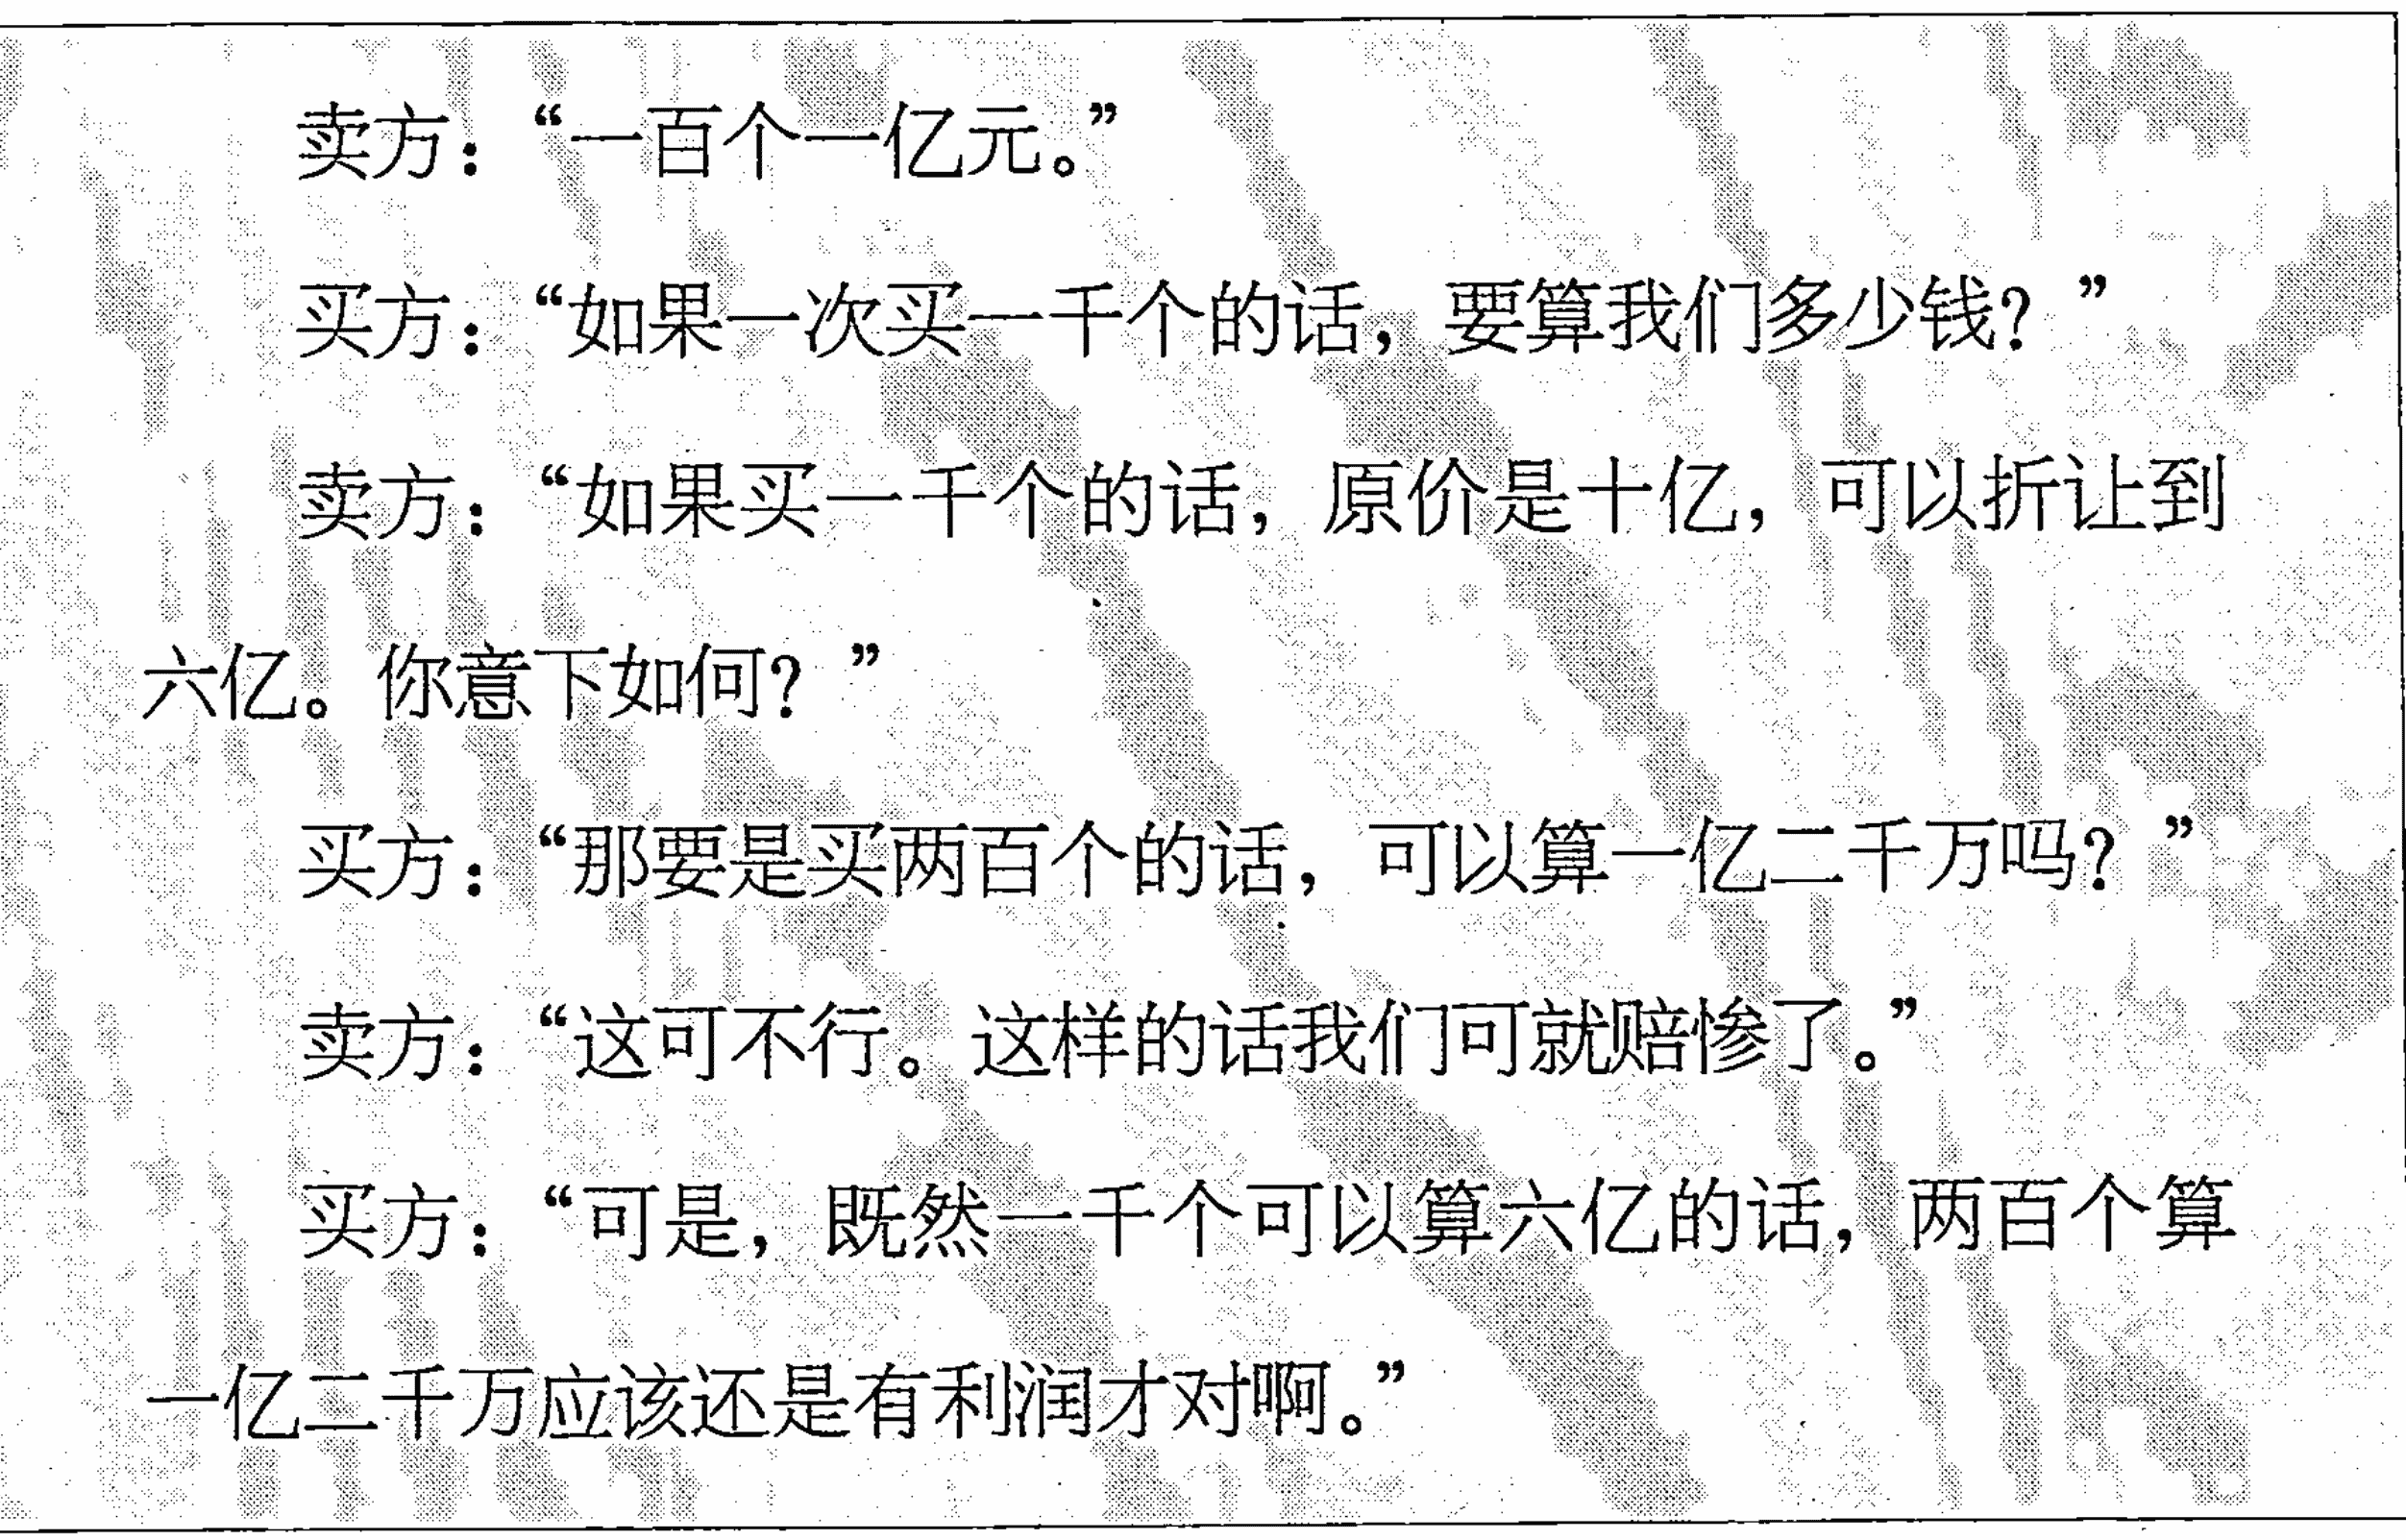 卖方：“一百个一亿元。”
买方：“如果一次买一千个的话，要算我们多少钱？”
卖方：“如果买一千个的话，原价是十亿，可以折让到
六亿。你意下如何？”
买方：“那要是买两百个的话，可以算一亿二千万吗？”
卖方：“这可不行。这样的话我们可就赔惨了。”
买方：“可是，既然一千个可以算六亿的话，两百个算
一亿二千万应该还是有利润才对啊。”